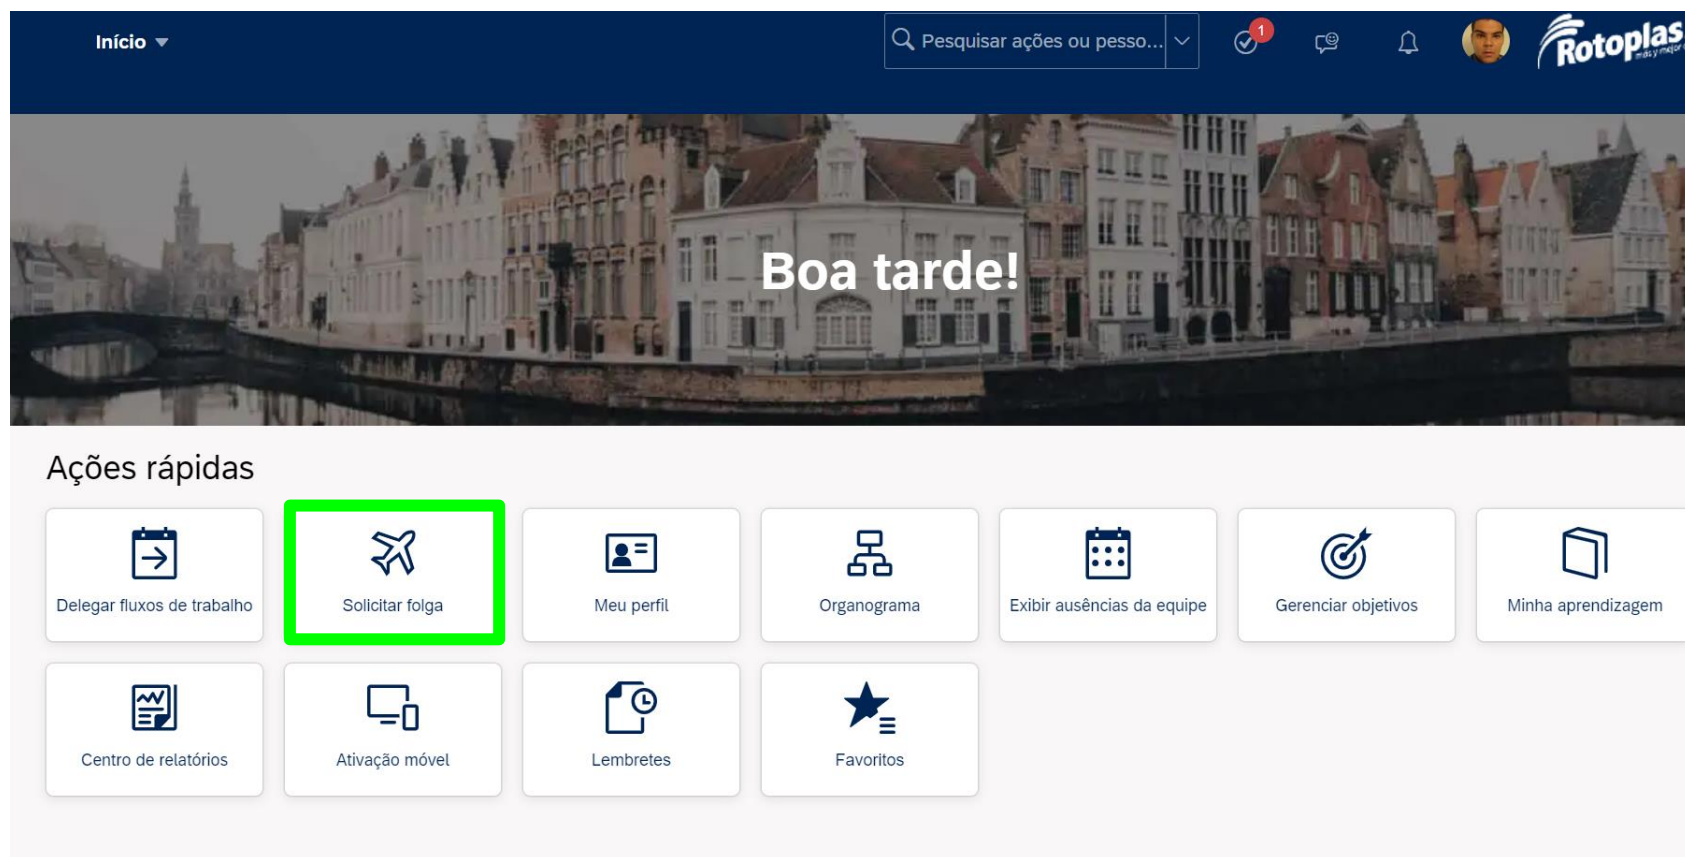 Início
Pesquisar ações ou pesso...
1
Rotoplas
Boa tarde!
Ações rápidas
Delegar fluxos de trabalho
Solicitar folga
Meu perfil
Organograma
Exibir ausências da equipe
Gerenciar objetivos
Minha aprendizagem
Centro de relatórios
Ativação móvel
Lembretes
Favoritos